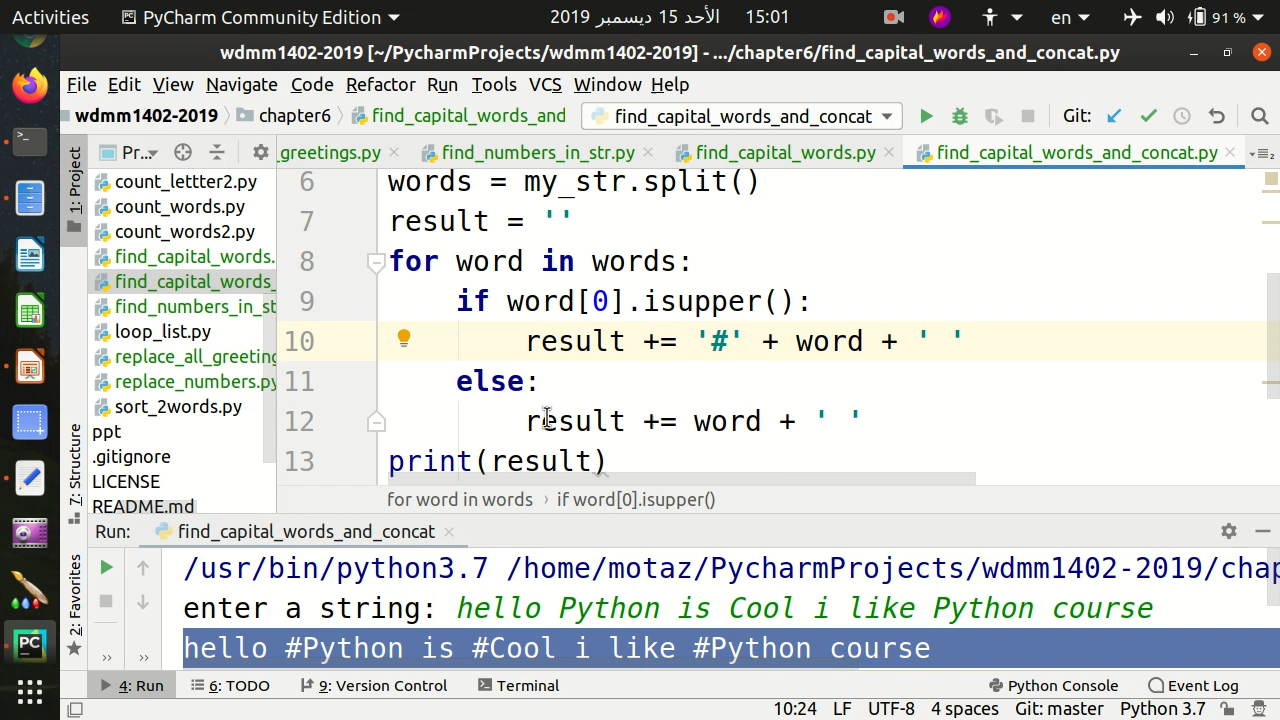 Activities PyCharm Community Edition الأحد 15 ديسمبر 2019 15:01 en 91 %
wdmm1402-2019 [~/PycharmProjects/wdmm1402-2019] - .../chapter6/find_capital_words_and_concat.py
File Edit View Navigate Code Refactor Run Tools VCS Window Help
wdmm1402-2019 chapter6 find_capital_words_and find_capital_words_and_concat Git:
1: Project Pr... _greetings.py find_numbers_in_str.py find_capital_words.py find_capital_words_and_concat.py
count_lettter2.py
count_words.py
count_words2.py
find_capital_words.
find_capital_words_
find_numbers_in_st
loop_list.py
replace_all_greeting
replace_numbers.py
sort_2words.py
ppt
.gitignore
LICENSE
README.md
6 words = my_str.split()
7 result = ''
8 for word in words:
9 if word[0].isupper():
10 result += '#' + word + ' '
11 else:
12 result += word + ' '
13 print(result)
for word in words › if word[0].isupper()
7: Structure
2: Favorites
Run: find_capital_words_and_concat
/usr/bin/python3.7 /home/motaz/PycharmProjects/wdmm1402-2019/chap
enter a string: hello Python is Cool i like Python course
hello #Python is #Cool i like #Python course
4: Run 6: TODO 9: Version Control Terminal Python Console Event Log
10:24 LF UTF-8 4 spaces Git: master Python 3.7